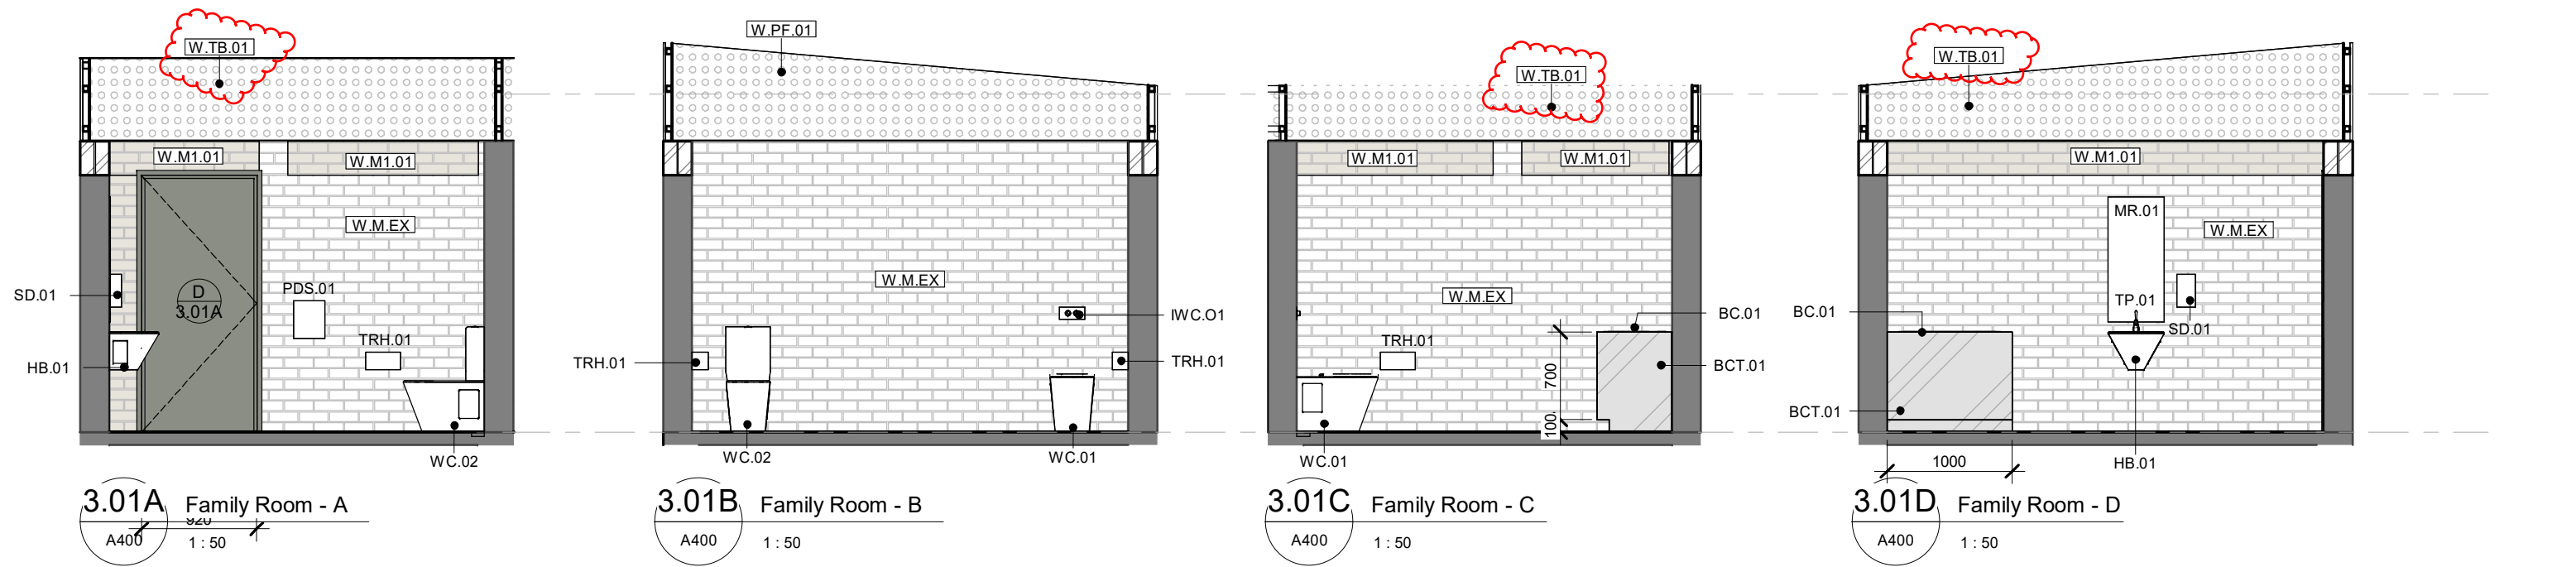 W.TB.01
W.M1.01
W.M1.01
W.M.EX
SD.01
D
3.01A
PDS.01
TRH.01
HB.01
WC.02
3.01A
A400
Family Room - A
920
1 : 50
W.PF.01
W.M.EX
IWC.O1
TRH.01
TRH.01
WC.02
WC.01
3.01B
A400
Family Room - B
1 : 50
W.TB.01
W.M1.01
W.M1.01
W.M.EX
BC.01
TRH.01
BCT.01
700
100
WC.01
3.01C
A400
Family Room - C
1 : 50
W.TB.01
W.M1.01
MR.01
W.M.EX
TP.01
BC.01
SD.01
BCT.01
1000
HB.01
3.01D
A400
Family Room - D
1 : 50